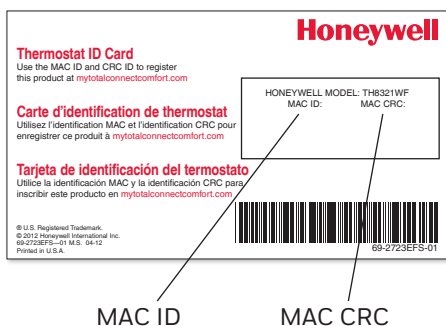 Honeywell
Thermostat ID Card
Use the MAC ID and CRC ID to register
this product at mytotalconnectcomfort.com
HONEYWELL MODEL: TH8321WF
MAC ID: MAC CRC:
Carte d'identification de thermostat
Utilisez l'identification MAC et l'identification CRC pour
enregistrer ce produit à mytotalconnectcomfort.com
Tarjeta de identificación del termostato
Utilice la identificación MAC y la identificación CRC para
inscribir este producto en mytotalconnectcomfort.com
® U.S. Registered Trademark.
© 2012 Honeywell International Inc.
69-2723EFS—01 M.S. 04-12
Printed in U.S.A.
69-2723EFS-01
MAC ID MAC CRC